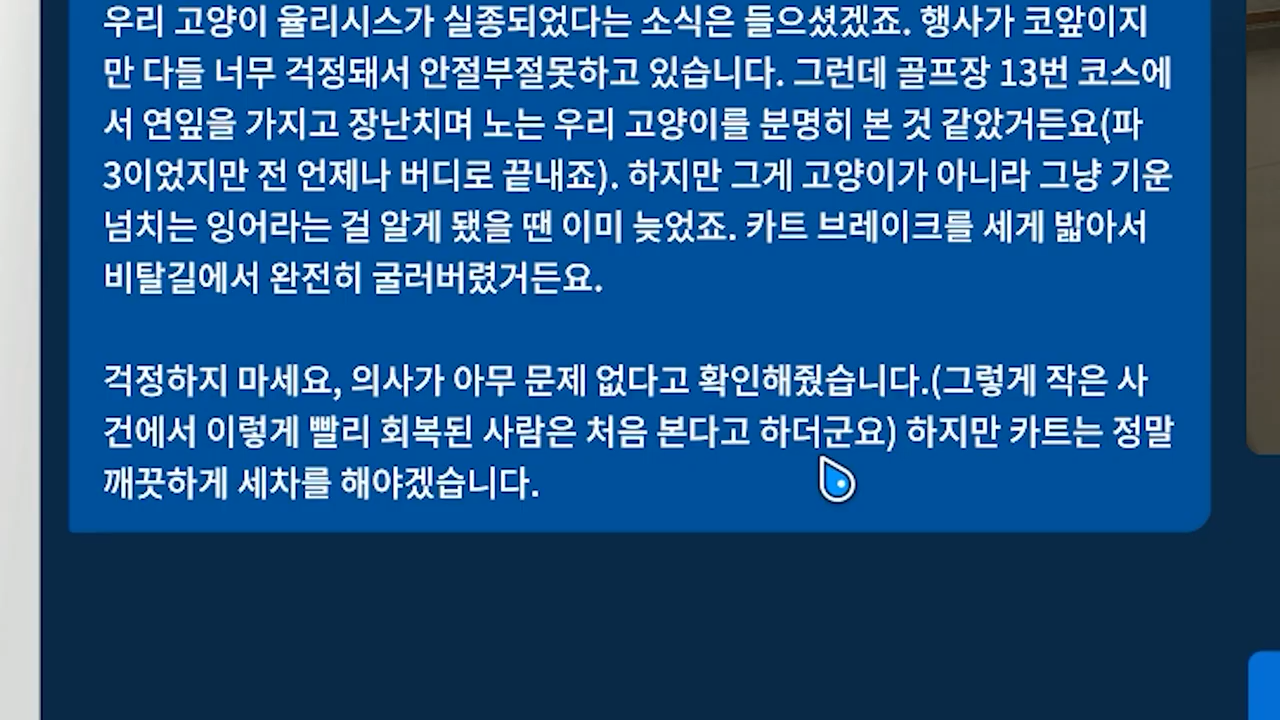 우리 고양이 율리시스가 실종되었다는 소식은 들으셨겠죠. 행사가 코앞이지
만 다들 너무 걱정돼서 안절부절못하고 있습니다. 그런데 골프장 13번 코스에
서 연잎을 가지고 장난치며 노는 우리 고양이를 분명히 본 것 같았거든요(파
3이었지만 전 언제나 버디로 끝내죠). 하지만 그게 고양이가 아니라 그냥 기운
넘치는 잉어라는 걸 알게 됐을 땐 이미 늦었죠. 카트 브레이크를 세게 밟아서
비탈길에서 완전히 굴러버렸거든요.
걱정하지 마세요, 의사가 아무 문제 없다고 확인해줬습니다.(그렇게 작은 사
건에서 이렇게 빨리 회복된 사람은 처음 본다고 하더군요) 하지만 카트는 정말
깨끗하게 세차를 해야겠습니다.